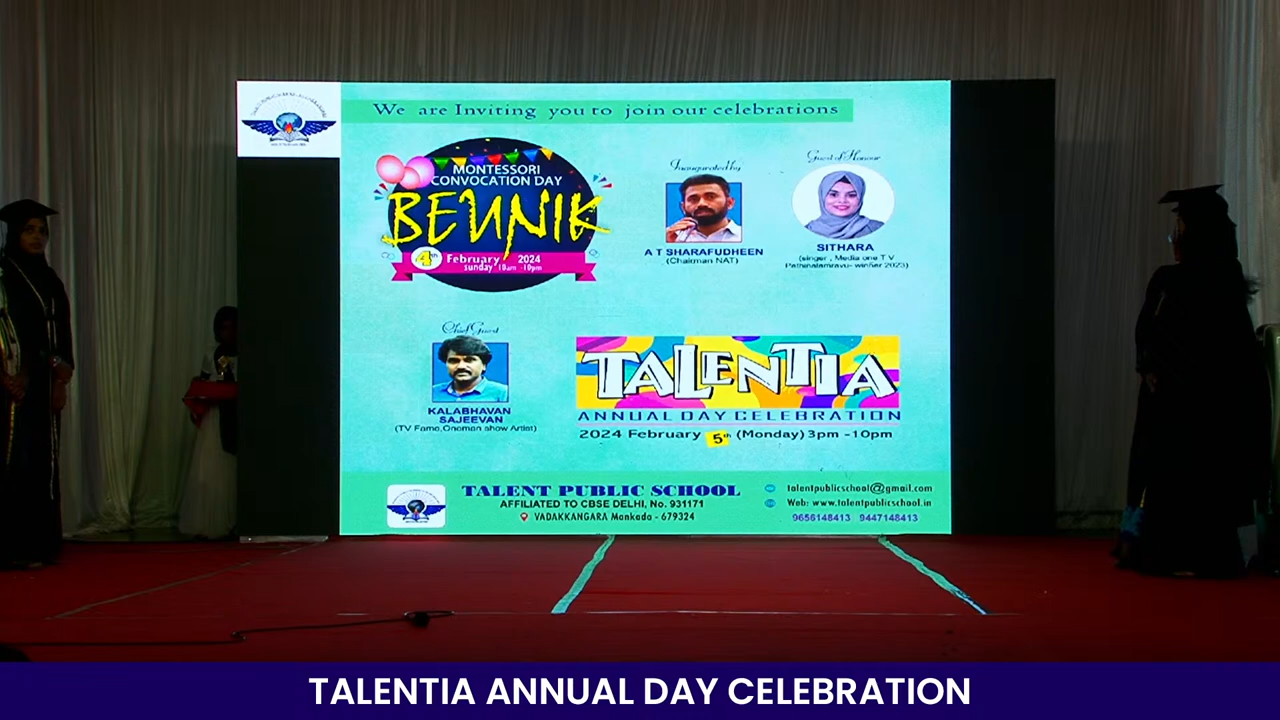 We are Inviting you to join our celebrations
MONTESSORI
CONVOCATION DAY
BEUNIK
4th February 2024
sunday 10am -10pm
Inaugurated by
A T SHARAFUDHEEN
(Chairman NAT)
Guest of Honour
SITHARA
(singer , Media one T V
Pathinalamravu- winner 2023)
Chief Guest
KALABHAVAN
SAJEEVAN
(TV Fame,Oneman show Artist)
TALENTIA
ANNUAL DAY CELEBRATION
2024 February 5th (Monday) 3pm -10pm
TALENT PUBLIC SCHOOL
AFFILIATED TO CBSE DELHI, No. 931171
VADAKKANGARA Mankada - 679324
talentpublicschool@gmail.com
Web: www.talentpublicschool.in
9656148413 9447148413
TALENTIA ANNUAL DAY CELEBRATION